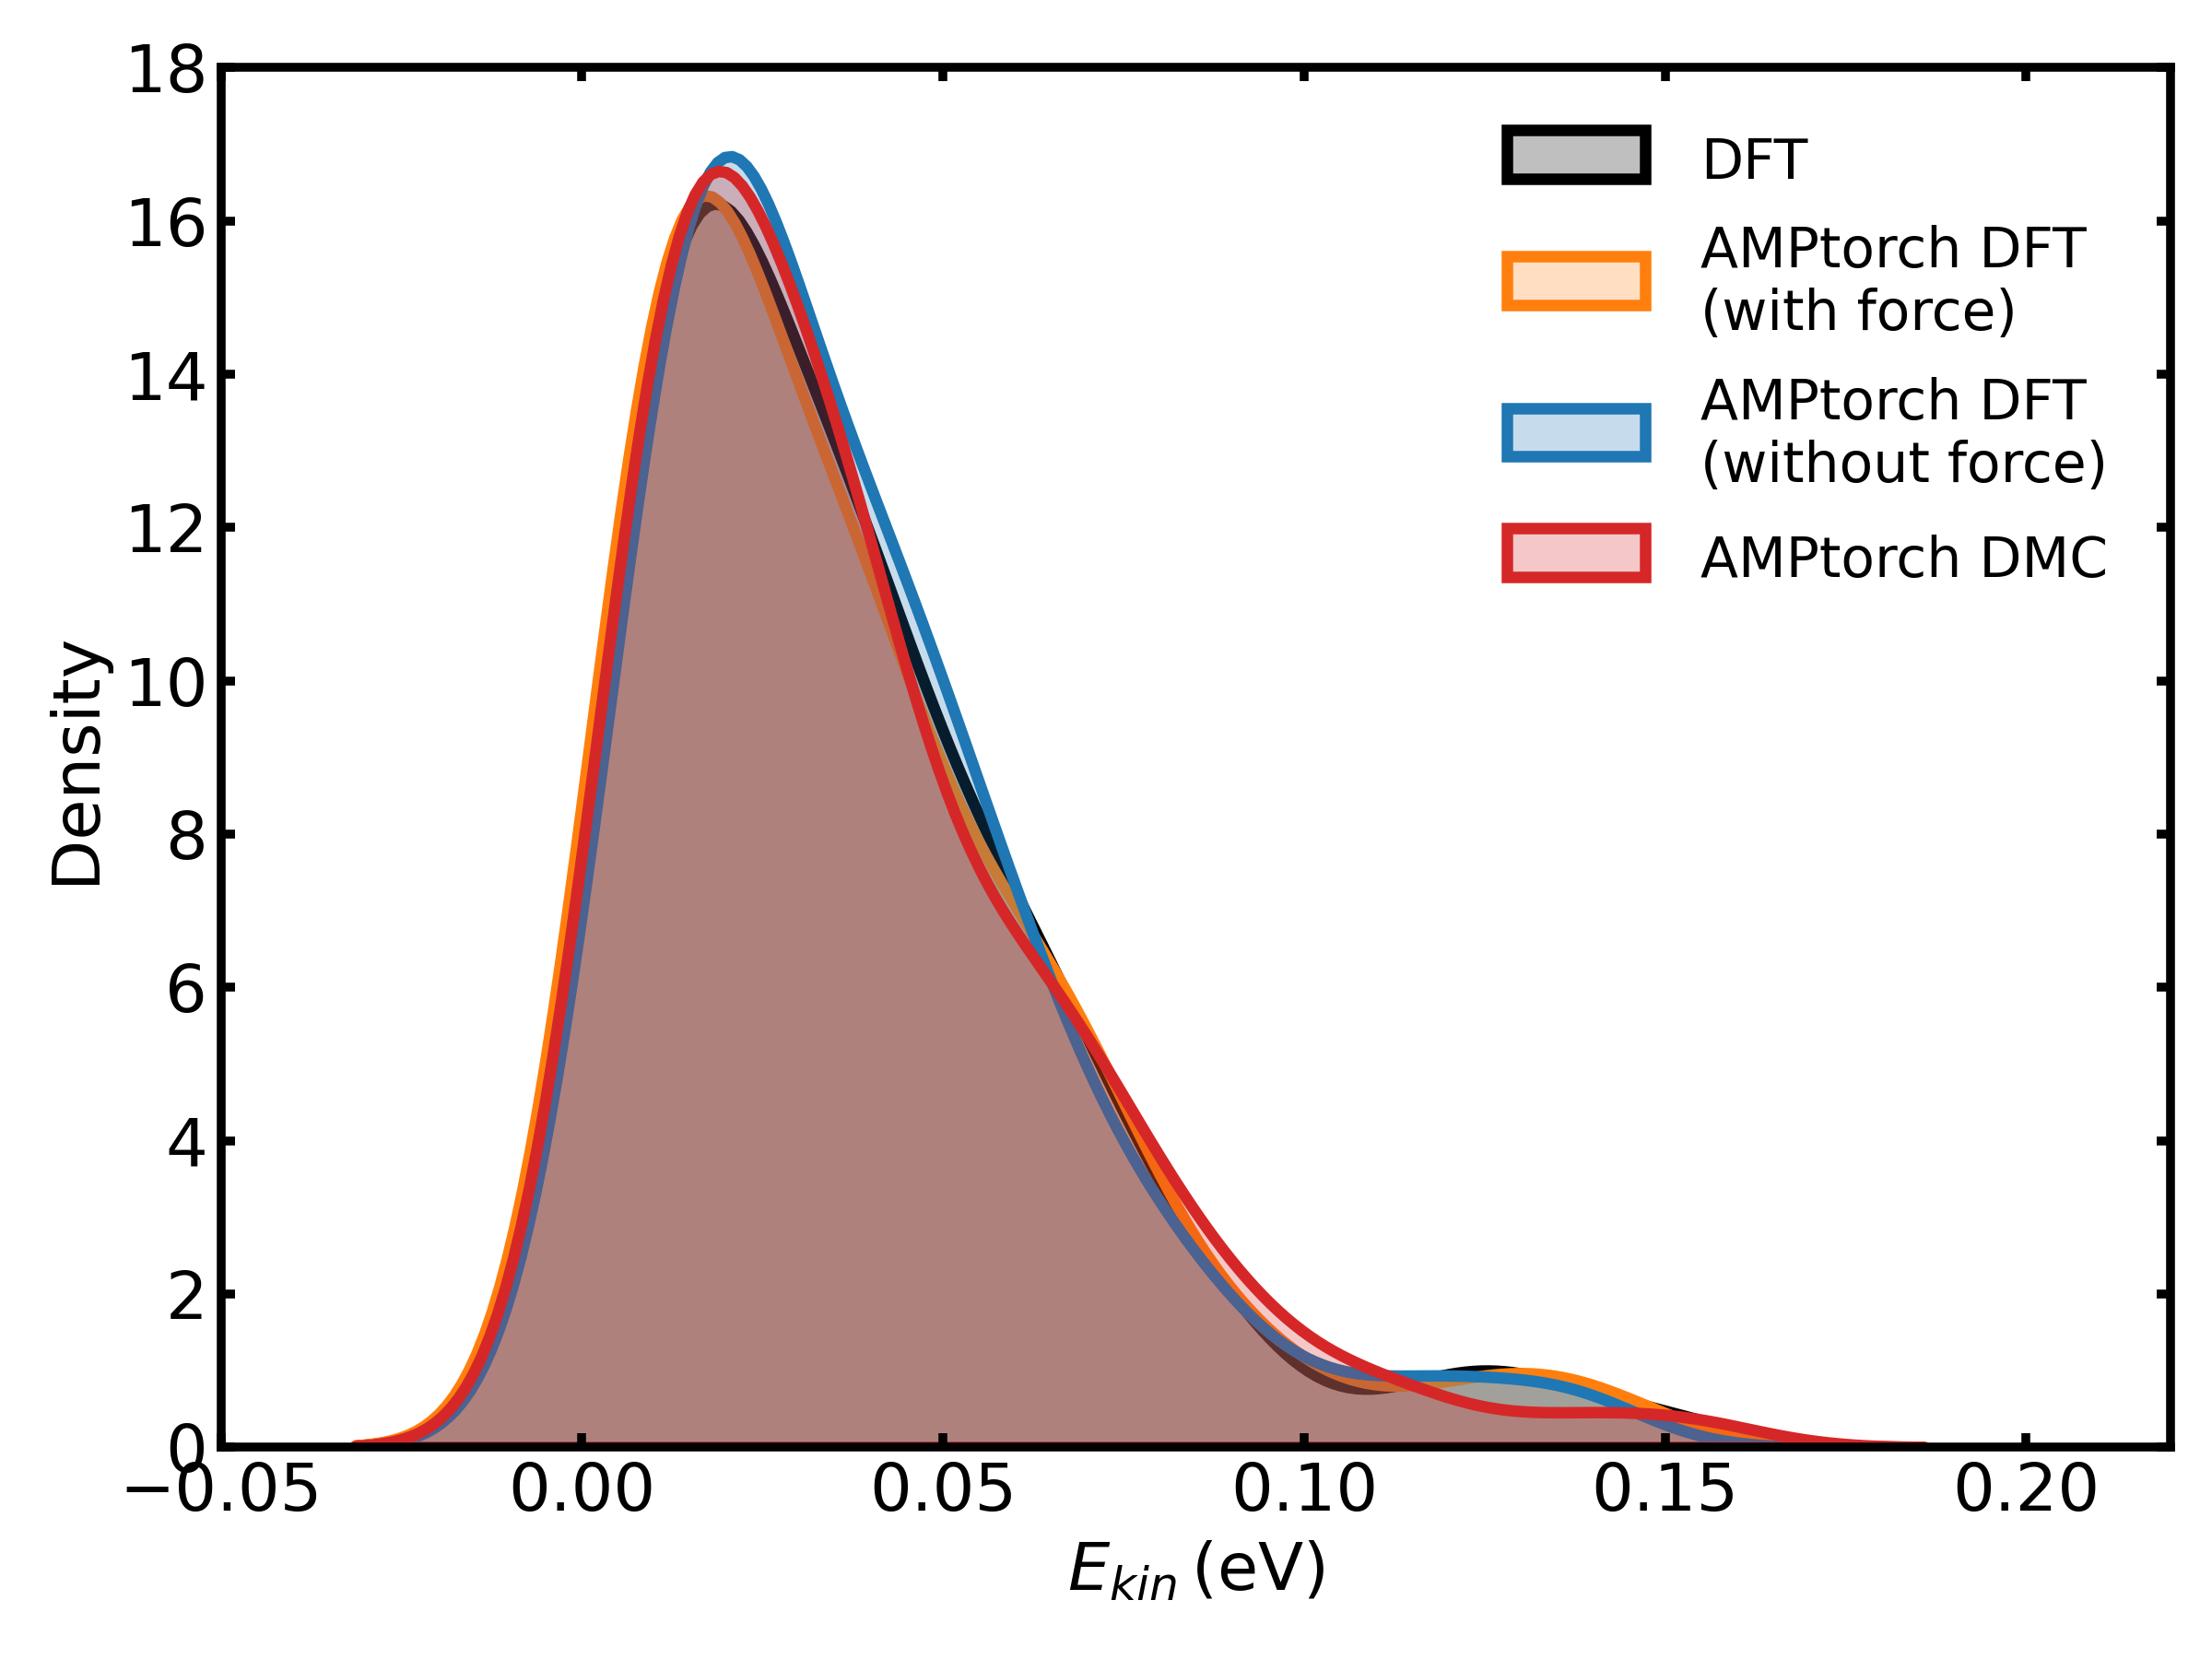 18
16
14
12
10
8
6
4
2
0
Density
−0.05
0.00
0.05
0.10
0.15
0.20
E_kin (eV)
DFT
AMPtorch DFT
(with force)
AMPtorch DFT
(without force)
AMPtorch DMC